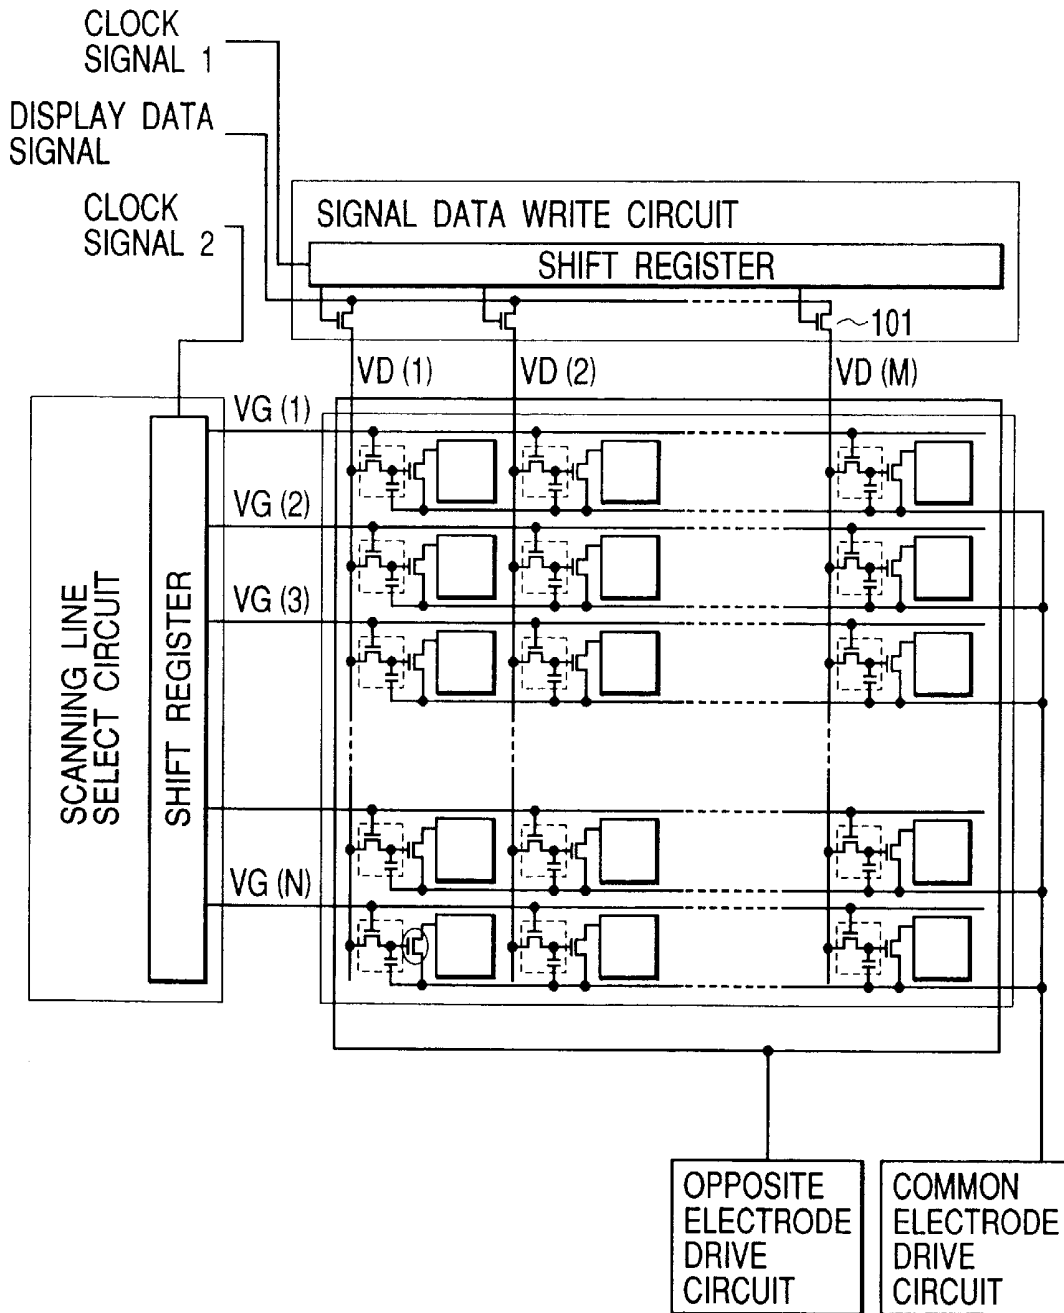 CLOCK
SIGNAL 1
DISPLAY DATA
SIGNAL
CLOCK
SIGNAL 2
SIGNAL DATA WRITE CIRCUIT
SHIFT REGISTER
101
VD (1)
VD (2)
VD (M)
VG (1)
VG (2)
VG (3)
VG (N)
SCANNING LINE
SELECT CIRCUIT
SHIFT REGISTER
OPPOSITE
ELECTRODE
DRIVE
CIRCUIT
COMMON
ELECTRODE
DRIVE
CIRCUIT